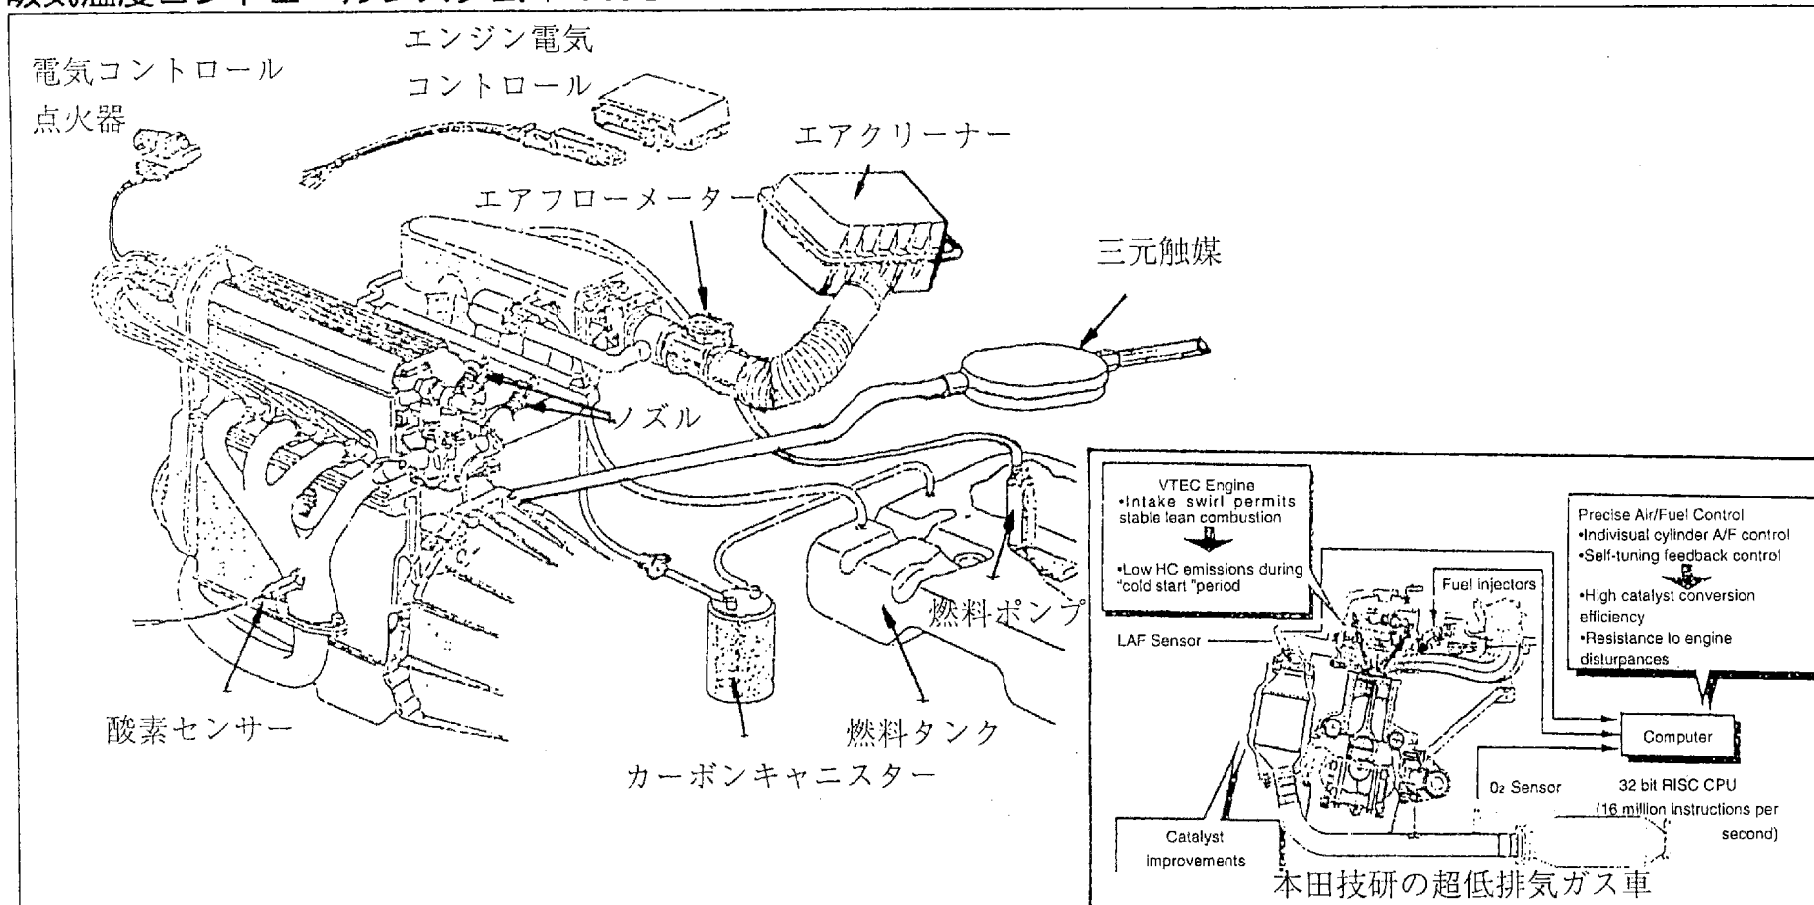 電気コントロール
点火器
エンジン電気
コントロール
エアクリーナー
エアフローメーター
三元触媒
ノズル
燃料ポンプ
酸素センサー
カーボンキャニスター
燃料タンク
VTEC Engine
•Intake swirl permits
stable lean combustion
•Low HC emissions during
"cold start "period
Precise Air/Fuel Control
•Indivisual cylinder A/F control
•Self-tuning feedback control
•High catalyst conversion
efficiency
•Resistance to engine
disturpances
Fuel injectors
LAF Sensor
Computer
O2 Sensor
32 bit RISC CPU
(16 million instructions per
second)
Catalyst
improvements
本田技研の超低排気ガス車